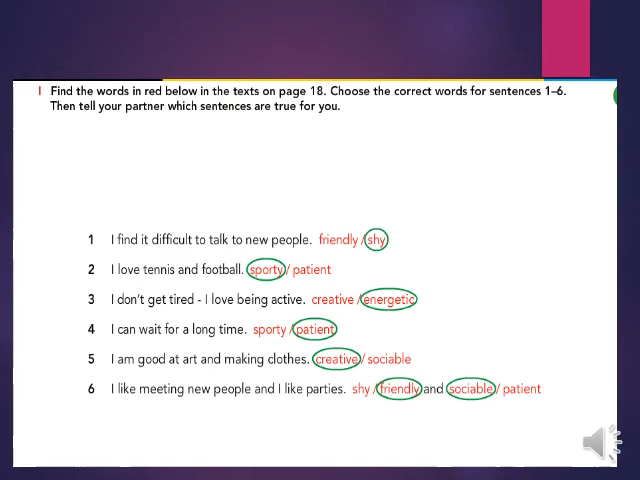 1 Find the words in red below in the texts on page 18. Choose the correct words for sentences 1–6.
Then tell your partner which sentences are true for you.
1 I find it difficult to talk to new people. friendly / shy
2 I love tennis and football. sporty / patient
3 I don't get tired - I love being active. creative / energetic
4 I can wait for a long time. sporty / patient
5 I am good at art and making clothes. creative / sociable
6 I like meeting new people and I like parties. shy / friendly and sociable / patient